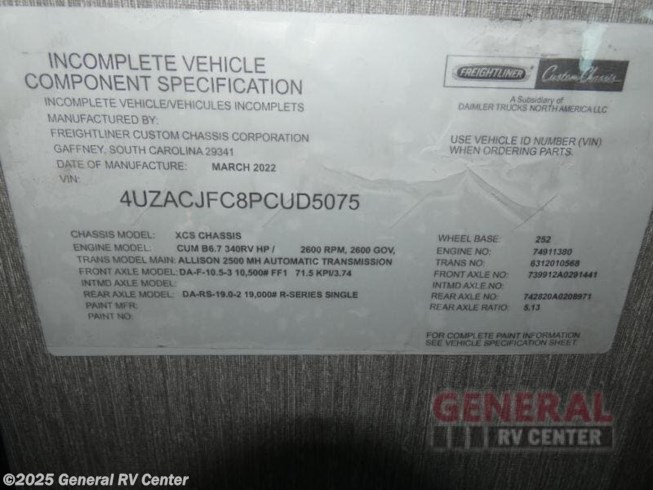 INCOMPLETE VEHICLE
COMPONENT SPECIFICATION
INCOMPLETE VEHICLE/VEHICULES INCOMPLETS
MANUFACTURED BY:
FREIGHTLINER CUSTOM CHASSIS CORPORATION
GAFFNEY, SOUTH CAROLINA 29341
DATE OF MANUFACTURE: MARCH 2022
VIN:
4UZACJFC8PCUD5075
FREIGHTLINER Custom Chassis
A Subsidiary of
DAIMLER TRUCKS NORTH AMERICA LLC
USE VEHICLE ID NUMBER (VIN)
WHEN ORDERING PARTS.
CHASSIS MODEL: XCS CHASSIS
ENGINE MODEL: CUM B6.7 340RV HP / 2600 RPM, 2600 GOV,
TRANS MODEL MAIN: ALLISON 2500 MH AUTOMATIC TRANSMISSION
FRONT AXLE MODEL: DA-F-10.5-3 10,500# FF1 71.5 KPI/3.74
INTMD AXLE MODEL:
REAR AXLE MODEL: DA-RS-19.0-2 19,000# R-SERIES SINGLE
PAINT MFR:
PAINT NO:
WHEEL BASE: 252
ENGINE NO: 74911380
TRANS NO: 6312010568
FRONT AXLE NO: 739912A0291441
INTMD AXLE.NO:
REAR AXLE NO: 742820A0208871
REAR AXLE RATIO: 5.13
FOR COMPLETE PAINT INFORMATION
SEE VEHICLE SPECIFICATION SHEET
GENERAL
RV CENTER
©2025 General RV Center